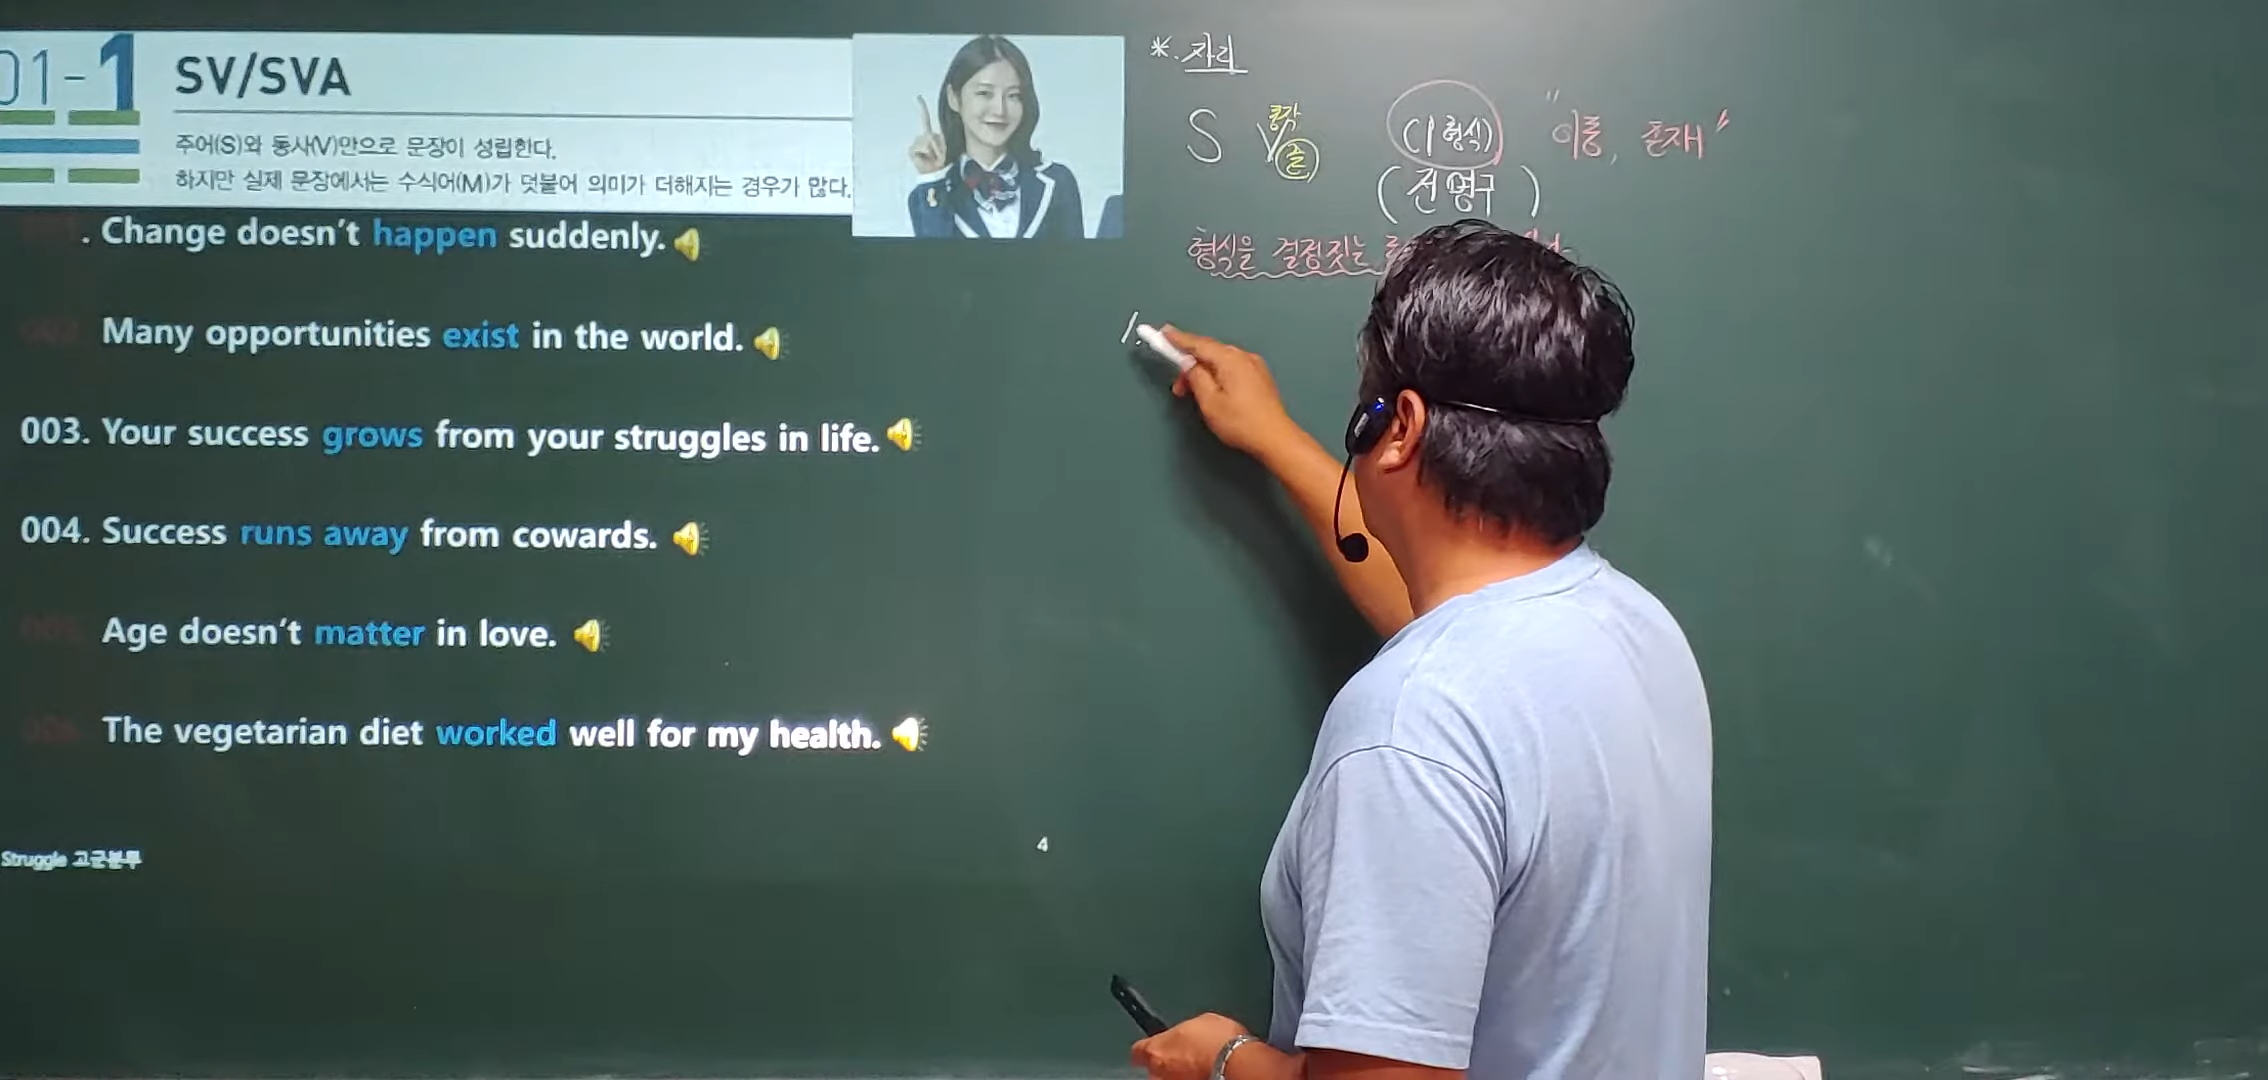 01-1 SV/SVA
주어(S)와 동사(V)만으로 문장이 성립한다.
하지만 실제 문장에서는 수식어(M)가 덧붙어 의미가 더해지는 경우가 많다.
. Change doesn't happen suddenly.
002. Many opportunities exist in the world.
003. Your success grows from your struggles in life.
004. Success runs away from cowards.
005. Age doesn't matter in love.
006. The vegetarian diet worked well for my health.
Struggle 고군분투
4
*. 자리
S V (1형식) "이동, 존재"
(전명구)
형식을 결정짓는
1.